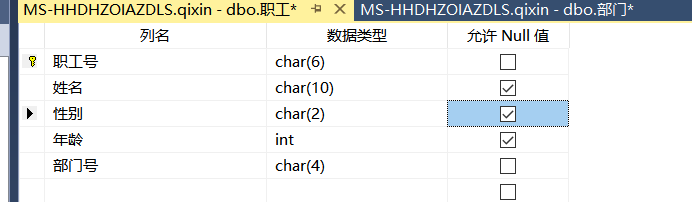 MS-HHDHZOIAZDLS.qixin - dbo.职工* MS-HHDHZOIAZDLS.qixin - dbo.部门*
列名 数据类型 允许 Null 值
职工号 char(6)
姓名 char(10)
性别 char(2)
年龄 int
部门号 char(4)